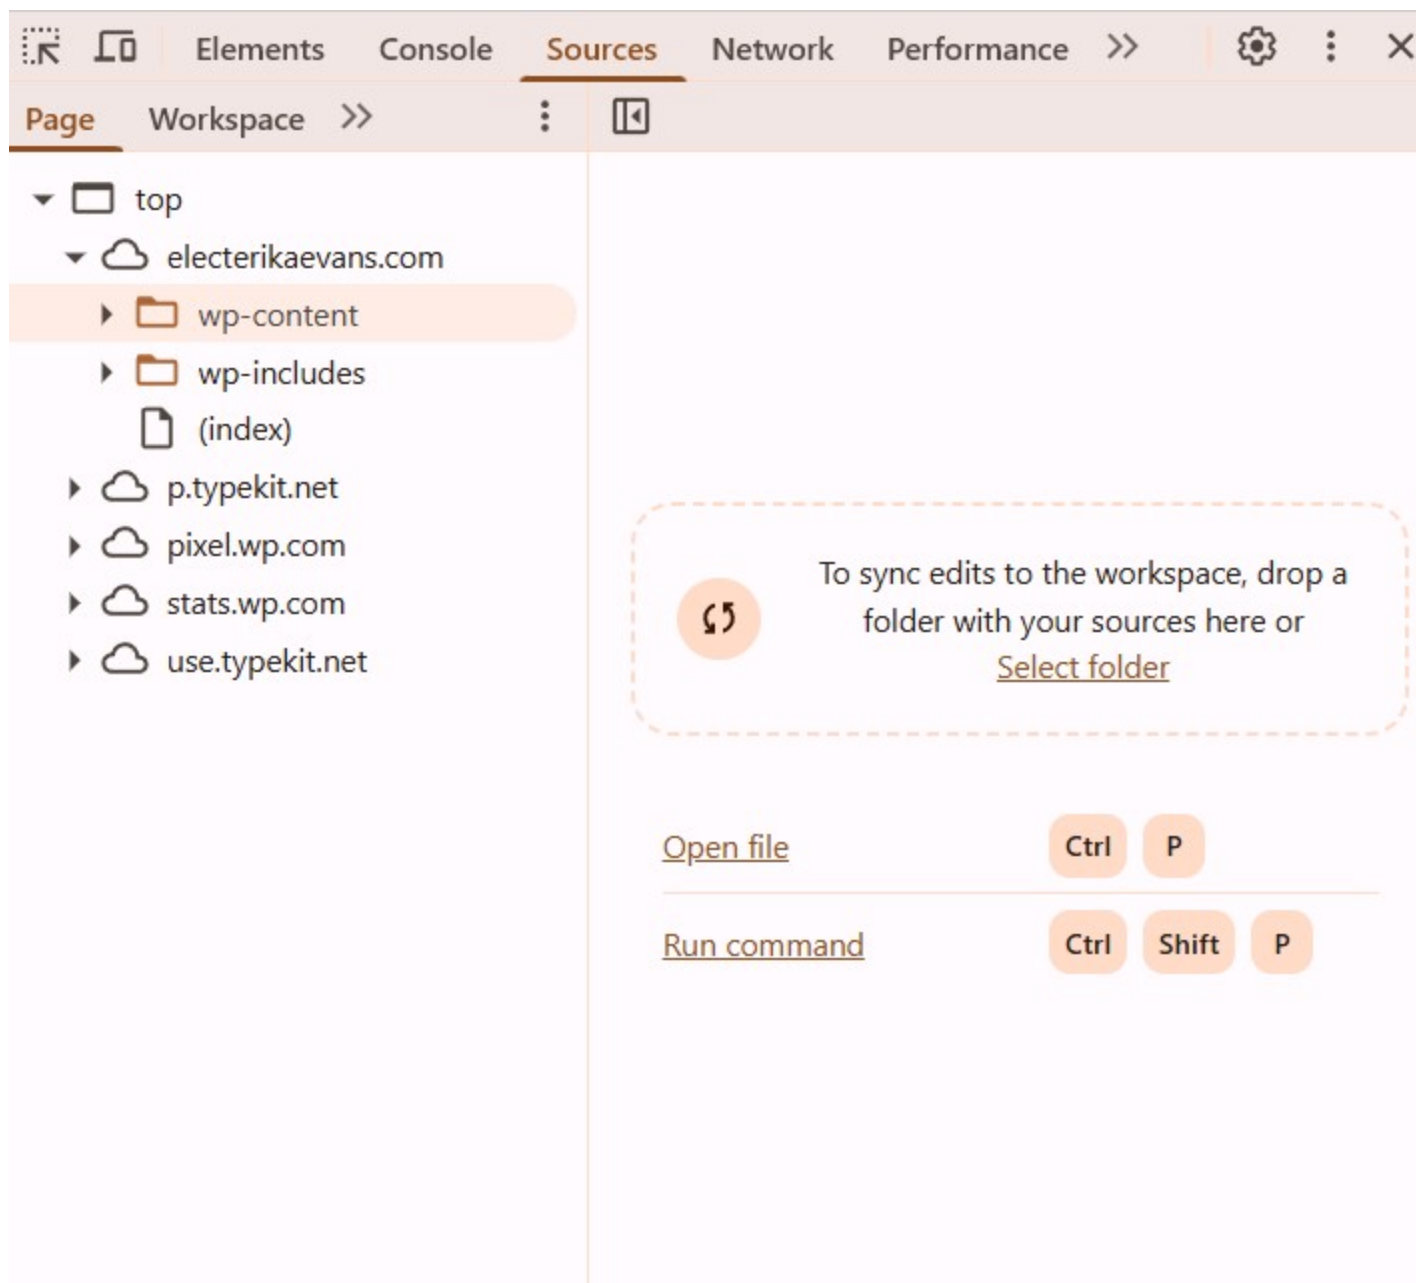 Elements Console Sources Network Performance
Page Workspace
top
electerikaevans.com
wp-content
wp-includes
(index)
p.typekit.net
pixel.wp.com
stats.wp.com
use.typekit.net
To sync edits to the workspace, drop a
folder with your sources here or
Select folder
Open file Ctrl P
Run command Ctrl Shift P